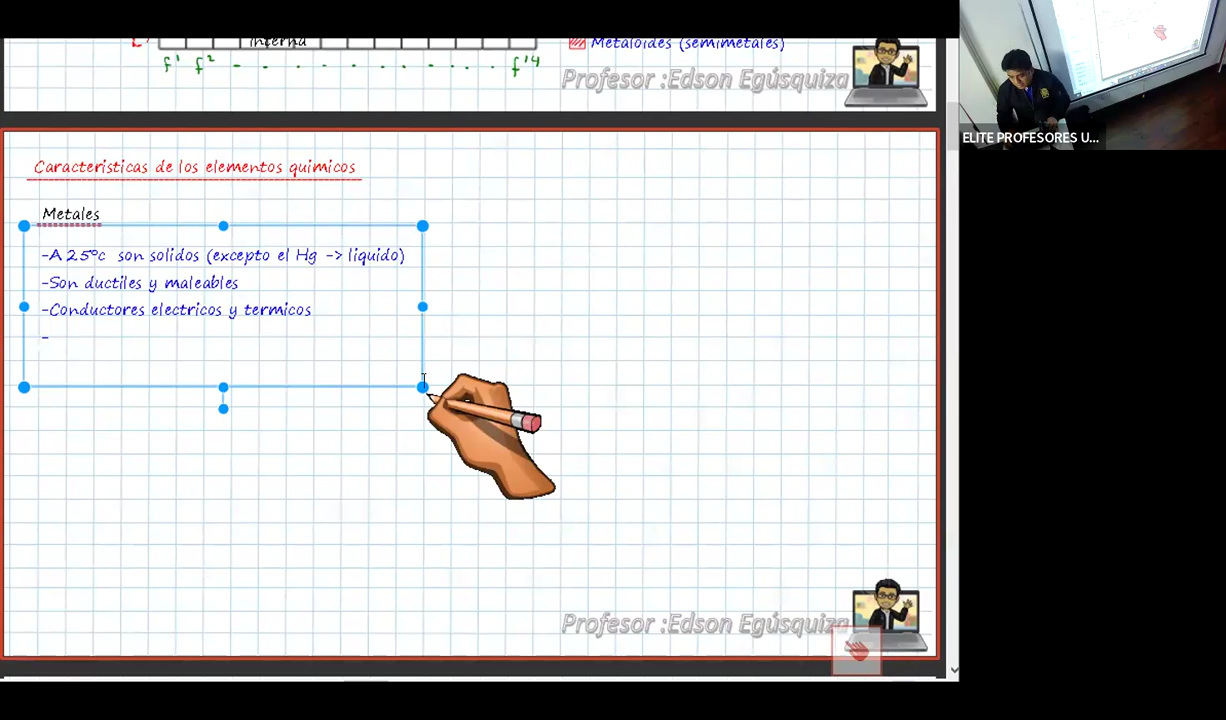 interna
f¹ f² - . . . . . . . . . . f¹⁴
Metaloides (semimetales)
Profesor :Edson Egúsquiza
ELITE PROFESORES U...
Caracteristicas de los elementos quimicos
Metales
-A 25°c son solidos (excepto el Hg -> liquido)
-Son ductiles y maleables
-Conductores electricos y termicos
-
Profesor :Edson Egúsquiza